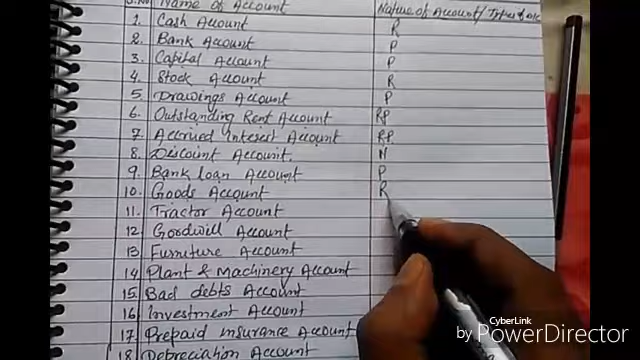 S.No Name of Account Nature of Account/Types of a/c
1. Cash Account R
2. Bank Account P
3. Capital Account P
4. Stock Account R
5. Drawings Account P
6. Outstanding Rent Account RP
7. Accrued Interest Account RP.
8. Discount Account. N
9. Bank loan Account P
10. Goods Account R
11. Tractor Account
12. Goodwill Account
13 Furniture Account
14 Plant & Machinery Account
15. Bad debts Account
16. Investment Account
17. Prepaid insurance Account
18. Depreciation Account
CyberLink
by PowerDirector